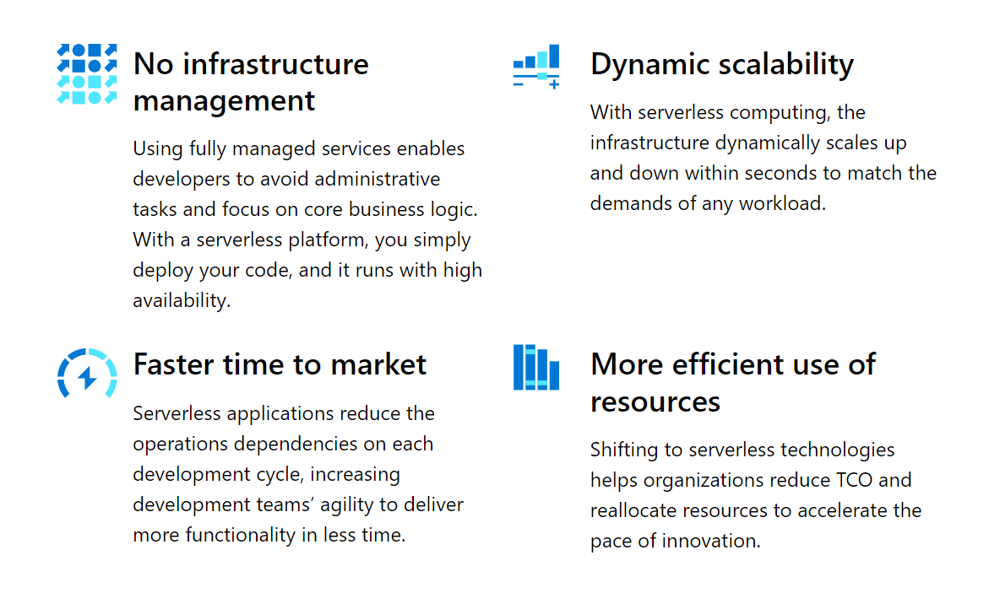 No infrastructure
management
Using fully managed services enables
developers to avoid administrative
tasks and focus on core business logic.
With a serverless platform, you simply
deploy your code, and it runs with high
availability.
Dynamic scalability
With serverless computing, the
infrastructure dynamically scales up
and down within seconds to match the
demands of any workload.
Faster time to market
Serverless applications reduce the
operations dependencies on each
development cycle, increasing
development teams’ agility to deliver
more functionality in less time.
More efficient use of
resources
Shifting to serverless technologies
helps organizations reduce TCO and
reallocate resources to accelerate the
pace of innovation.